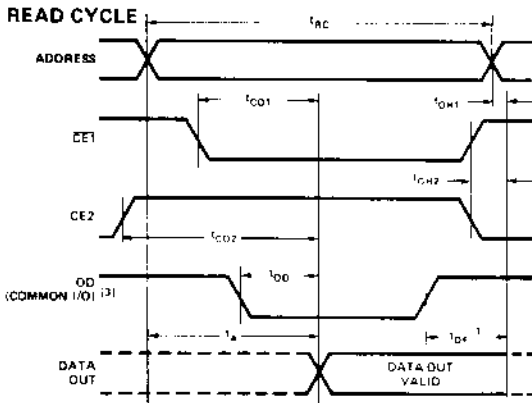 READ CYCLE
tRC
ADDRESS
tCO1
tOH1
CE1
tOH2
CE2
tCO2
OD
(COMMON I/O) [3]
tOD
tA
tDF
DATA
OUT
DATA OUT
VALID